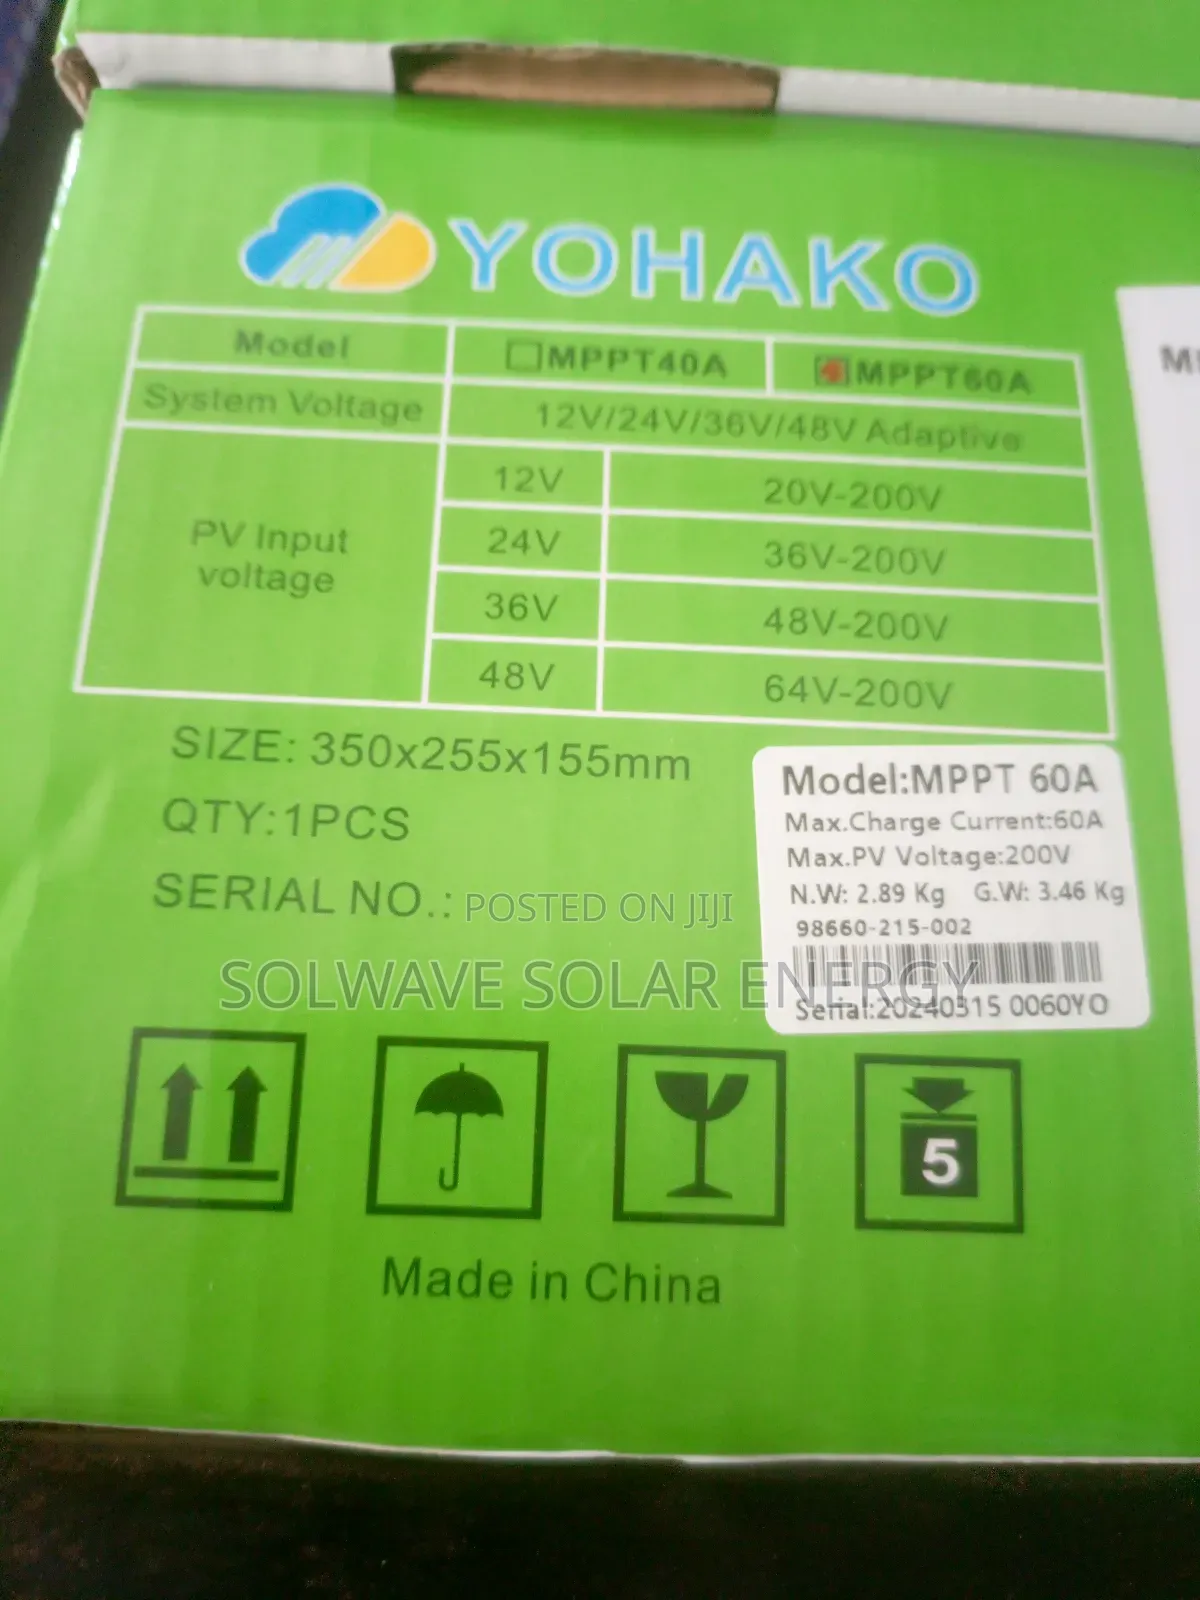 YOHAKO
Model MPPT40A MPPT60A
System Voltage 12V/24V/36V/48V Adaptive
PV Input voltage
12V 20V-200V
24V 36V-200V
36V 48V-200V
48V 64V-200V
SIZE: 350x255x155mm
QTY:1PCS
SERIAL NO.:
POSTED ON JIJI
SOLWAVE SOLAR ENERGY
Model:MPPT 60A
Max.Charge Current:60A
Max.PV Voltage:200V
N.W: 2.89 Kg G.W: 3.46 Kg
98660-215-002
Serial:20240315 0060YO
5
Made in China